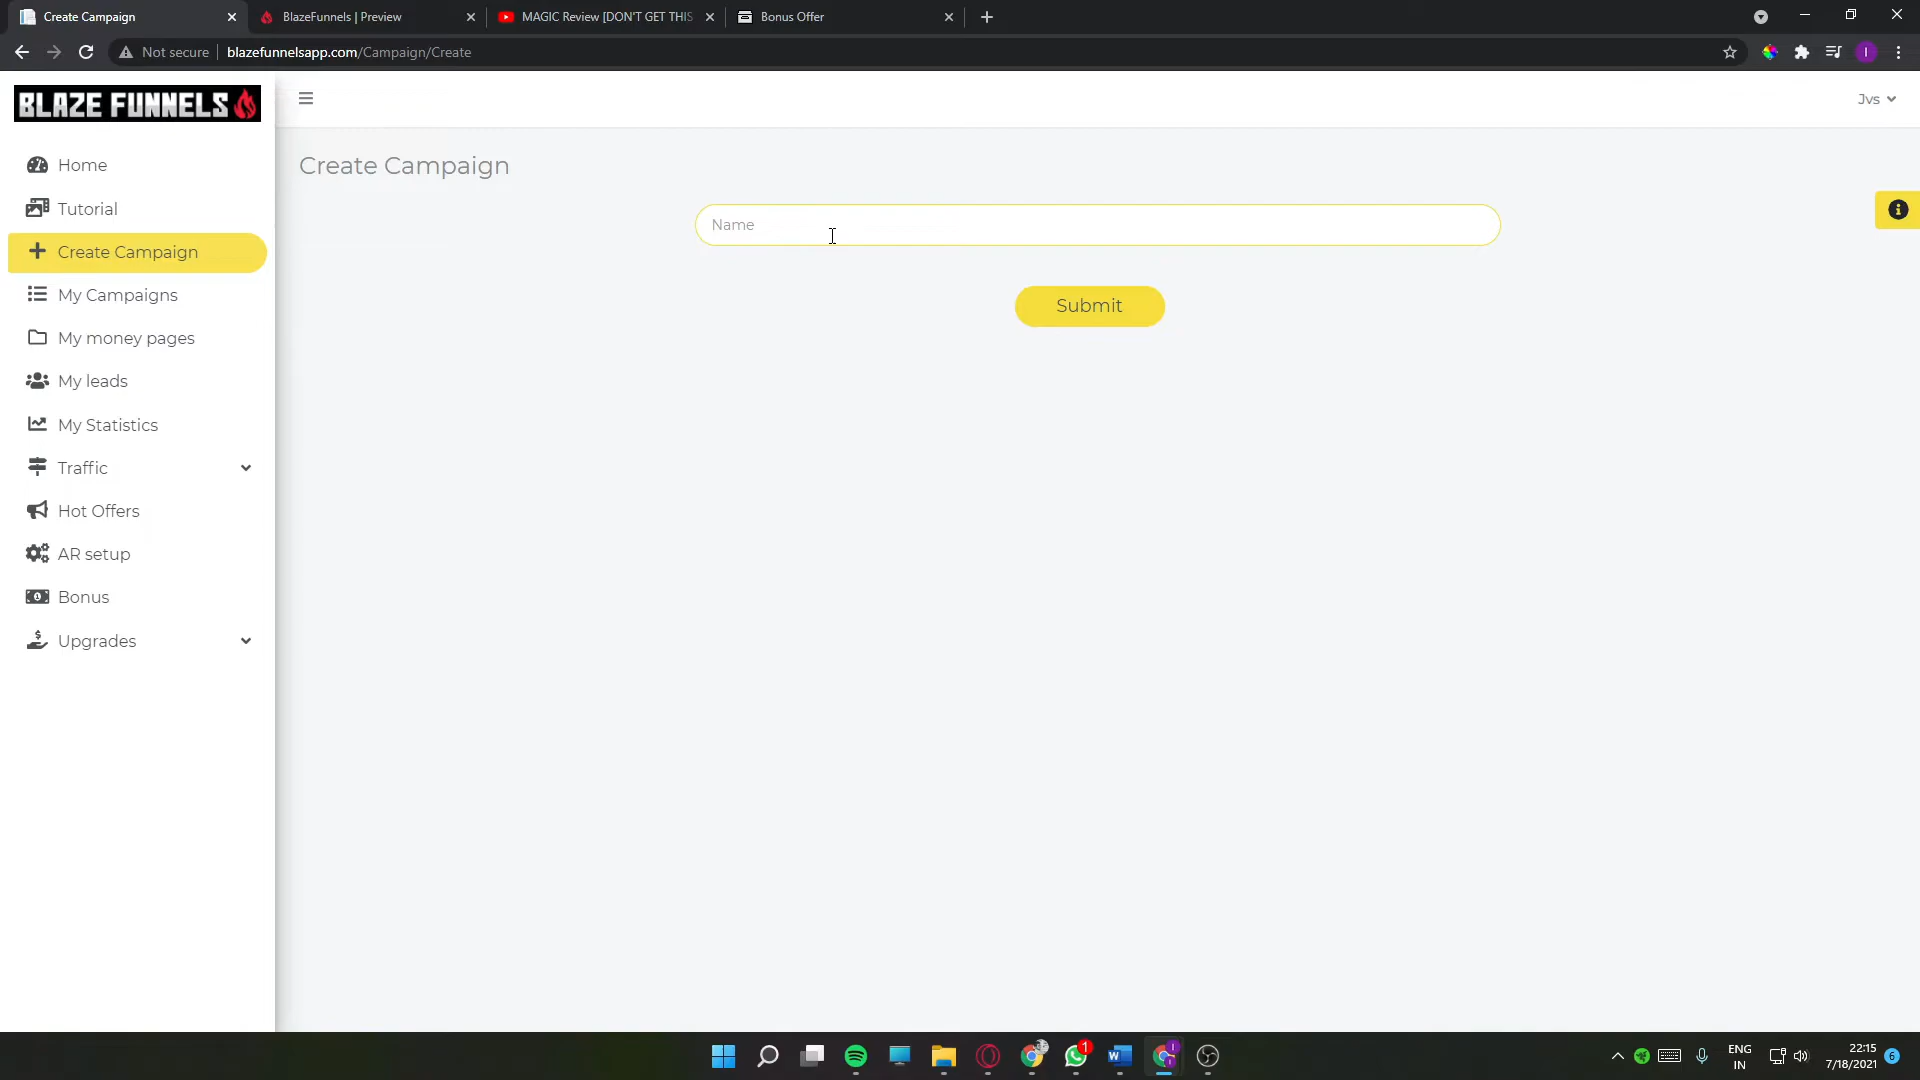 Create Campaign
BlazeFunnels | Preview
MAGIC Review [DON'T GET THIS
Bonus Offer
Not secure
blazefunnelsapp.com/Campaign/Create
I
BLAZE FUNNELS
Jvs
Home
Tutorial
Create Campaign
My Campaigns
My money pages
My leads
My Statistics
Traffic
Hot Offers
AR setup
Bonus
Upgrades
Create Campaign
Name
Submit
1
ENG
IN
22:15
7/18/2021
6